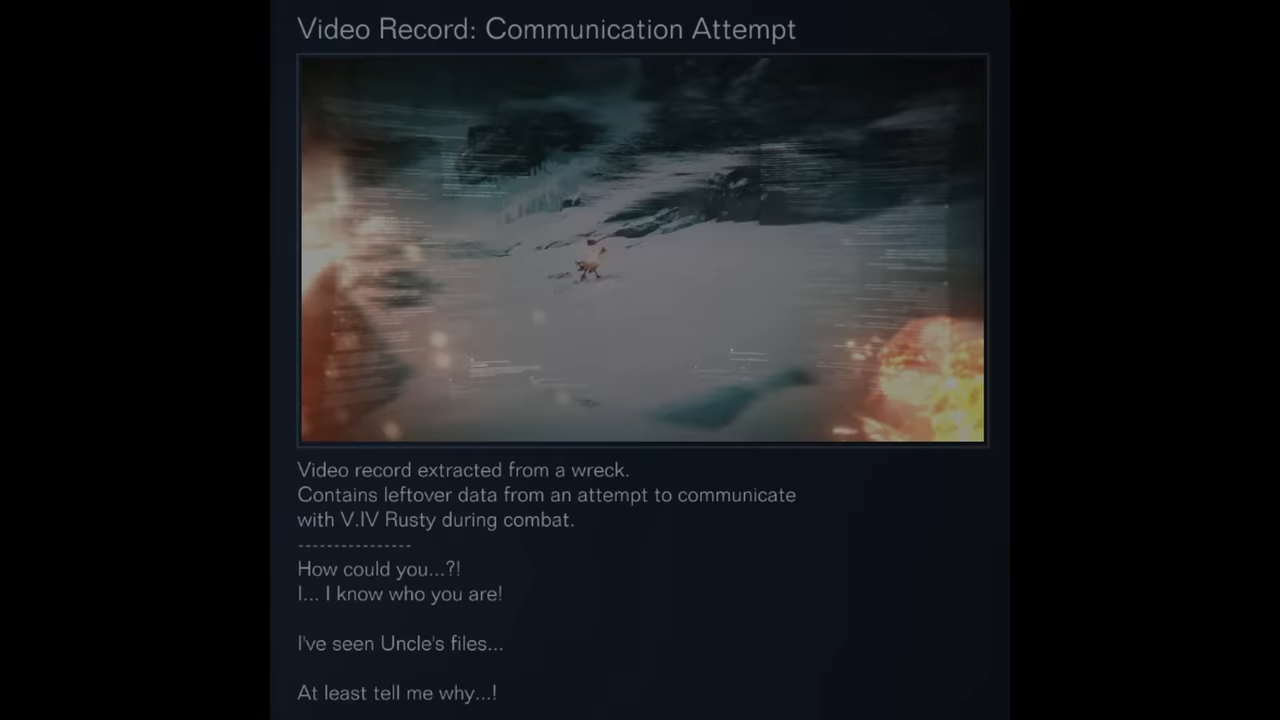 Video Record: Communication Attempt
Video record extracted from a wreck.
Contains leftover data from an attempt to communicate
with V.IV Rusty during combat.
----------------
How could you...?!
I... I know who you are!
I've seen Uncle's files...
At least tell me why...!